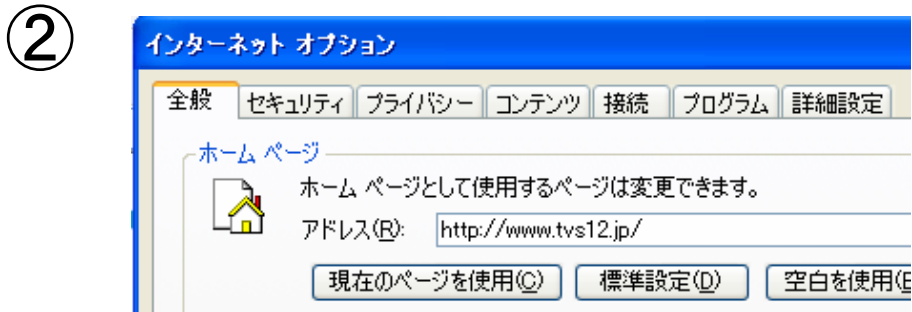 ②
インターネット オプション
全般 セキュリティ プライバシー コンテンツ 接続 プログラム 詳細設定
ホーム ページ
ホーム ページとして使用するページは変更できます。
アドレス(R): http://www.tvs12.jp/
現在のページを使用(C) 標準設定(D) 空白を使用(B